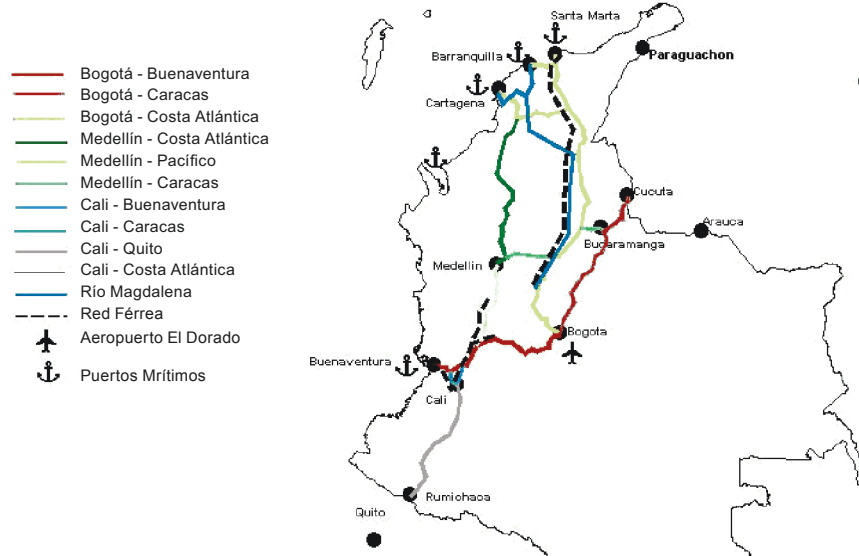 Bogotá - Buenaventura
Bogotá - Caracas
Bogotá - Costa Atlántica
Medellín - Costa Atlántica
Medellín - Pacífico
Medellín - Caracas
Cali - Buenaventura
Cali - Caracas
Cali - Quito
Cali - Costa Atlántica
Río Magdalena
Red Férrea
Aeropuerto El Dorado
Puertos Mrítimos
Santa Marta
Barranquilla
Paraguachon
Cartagena
Cucuta
Arauca
Bucaramanga
Medellin
Bogota
Buenaventura
Cali
Rumichaca
Quito